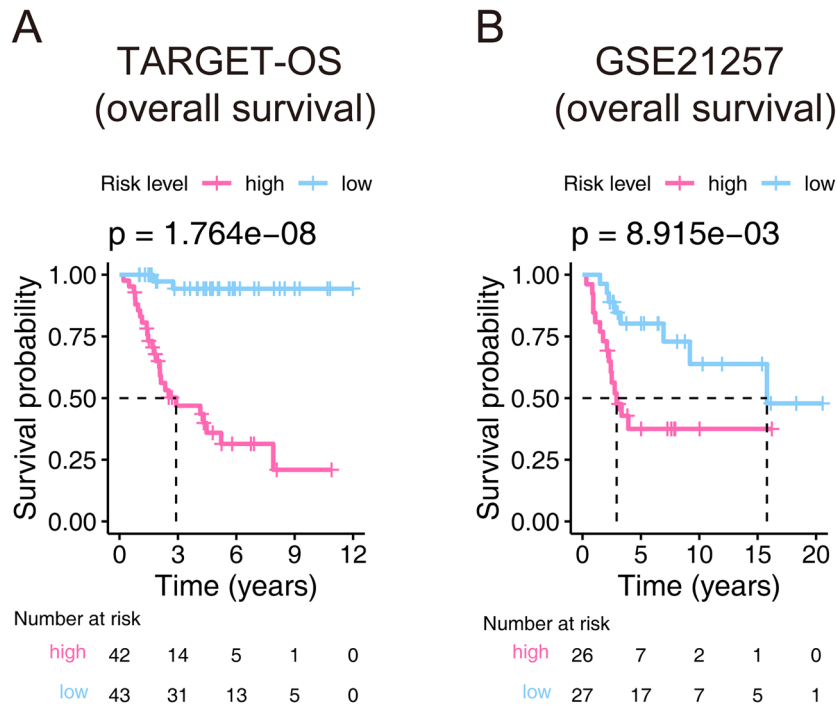 A
TARGET-OS
(overall survival)
Risk level high low
p = 1.764e−08
Survival probability
1.00
0.75
0.50
0.25
0.00
0 3 6 9 12
Time (years)
Number at risk
high 42 14 5 1 0
low 43 31 13 5 0
B
GSE21257
(overall survival)
Risk level high low
p = 8.915e−03
Survival probability
1.00
0.75
0.50
0.25
0.00
0 5 10 15 20
Time (years)
Number at risk
high 26 7 2 1 0
low 27 17 7 5 1